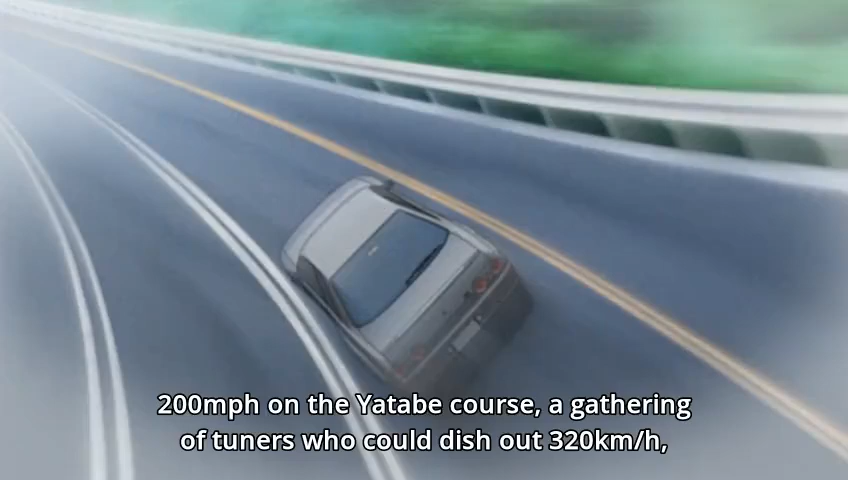 200mph on the Yatabe course, a gathering
of tuners who could dish out 320km/h,